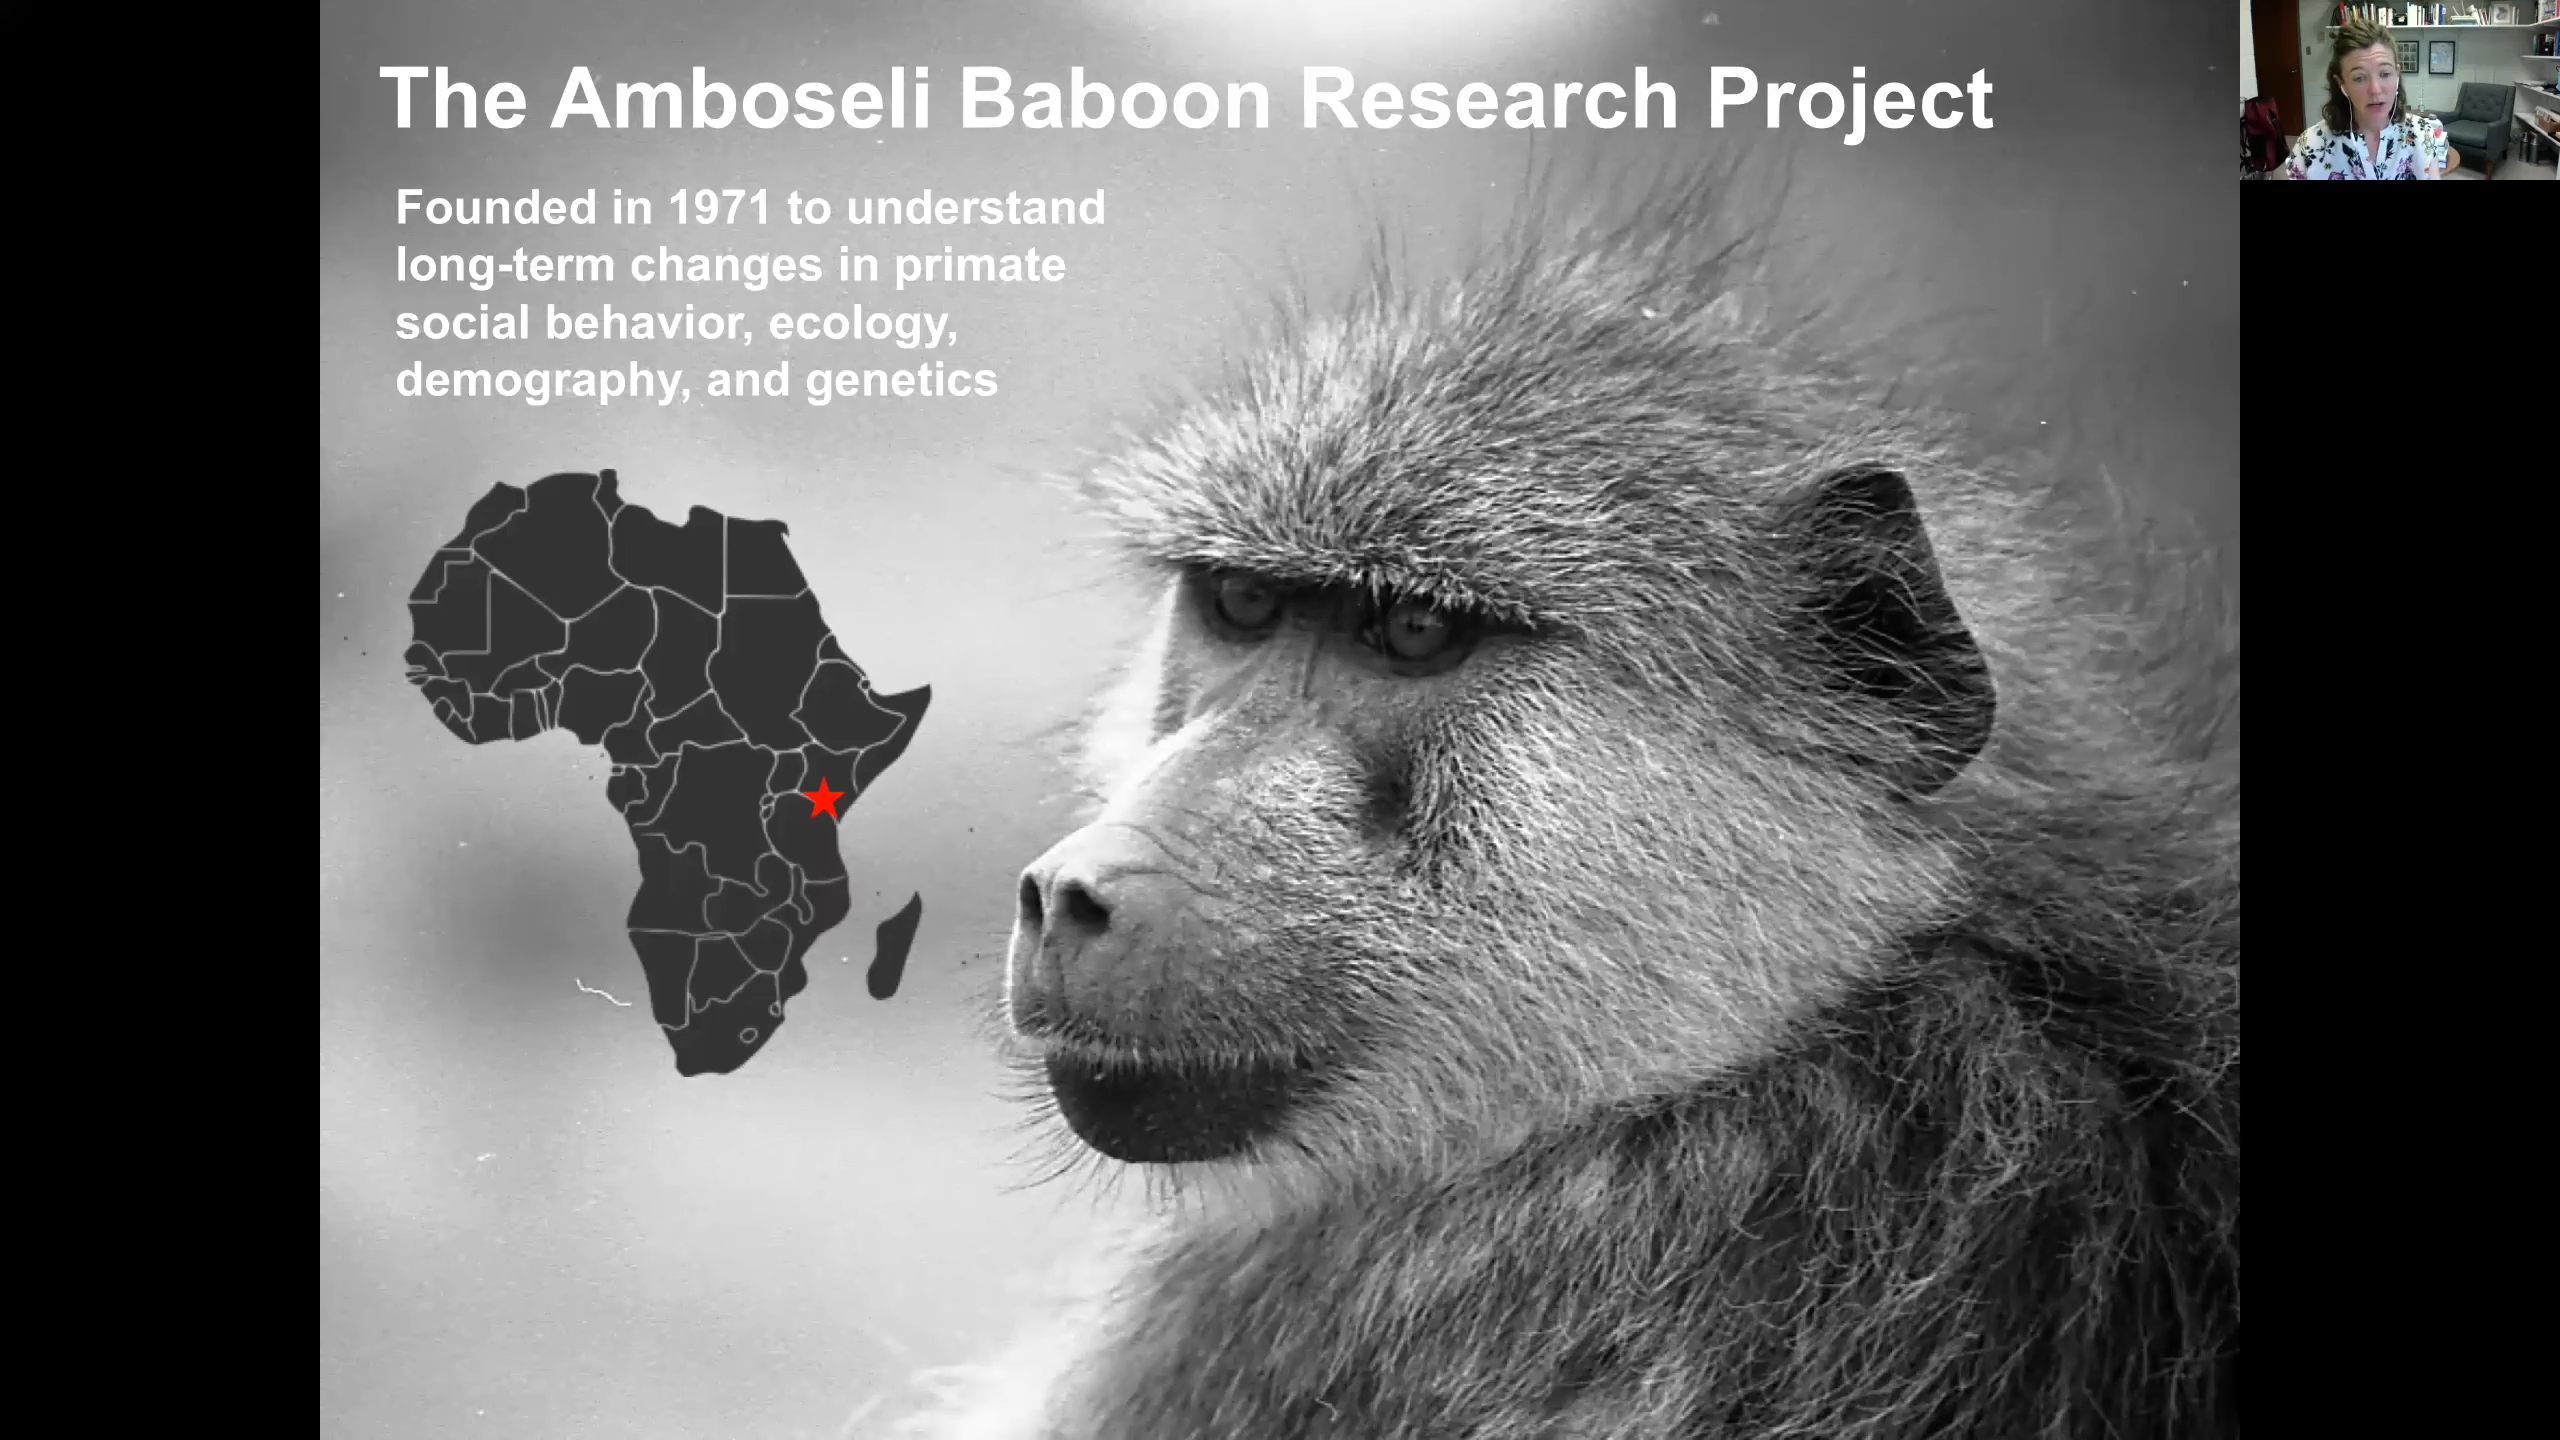 The Amboseli Baboon Research Project
Founded in 1971 to understand
long-term changes in primate
social behavior, ecology,
demography, and genetics